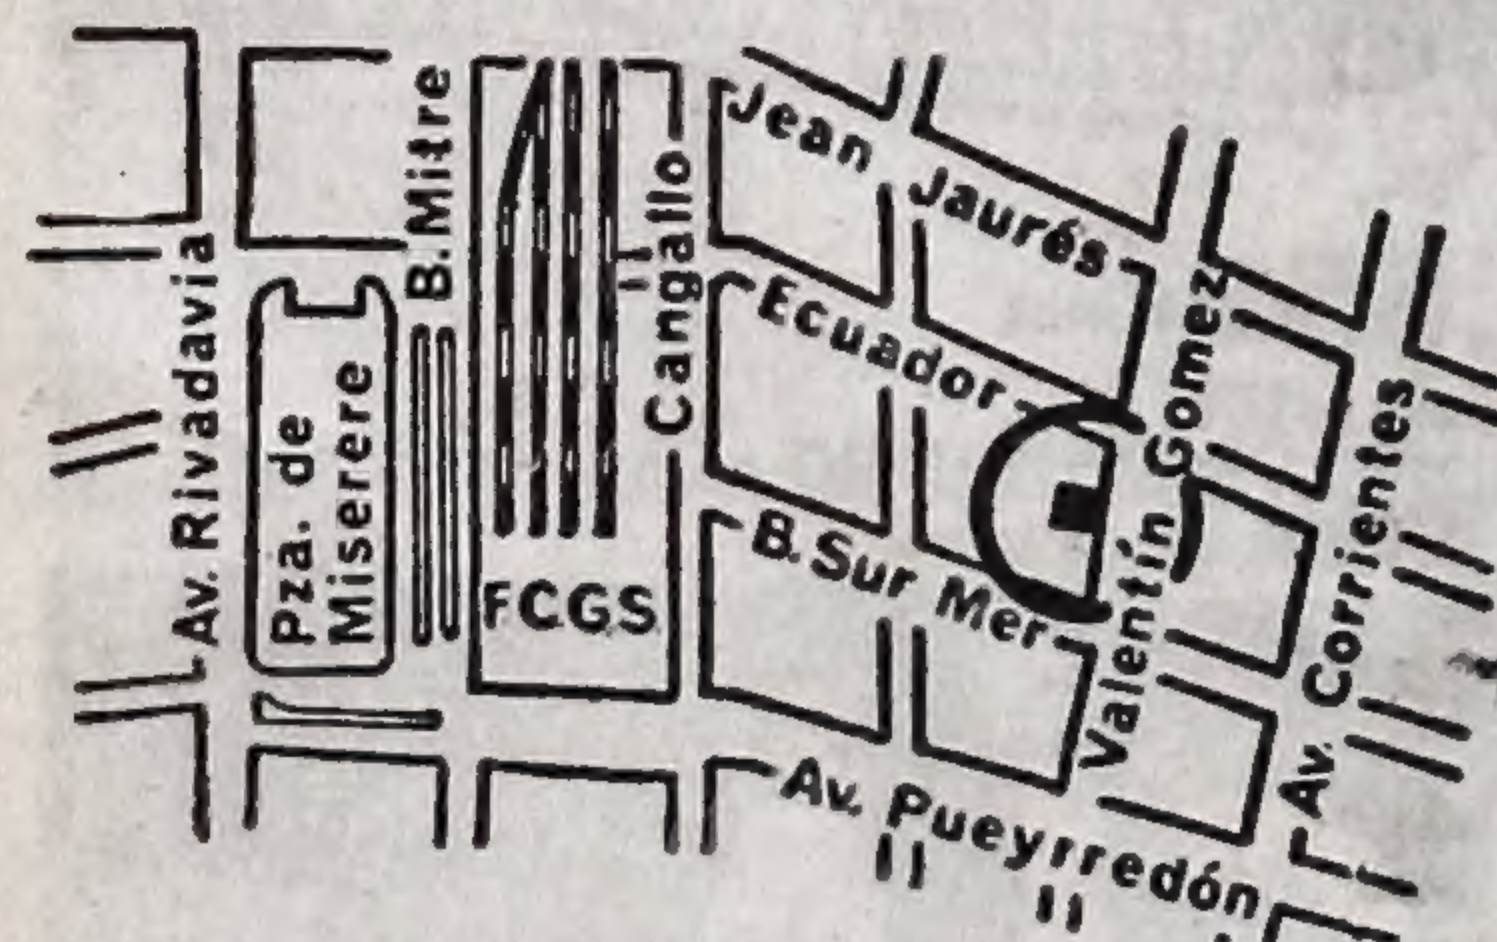 Av. Rivadavia
Pza. de
Miserere
B. Mitre
FCGS
Cangallo
Jean Jaurés
Ecuador
B. Sur Mer
Av. Pueyrredón
Valentín Gomez
Av. Corrientes